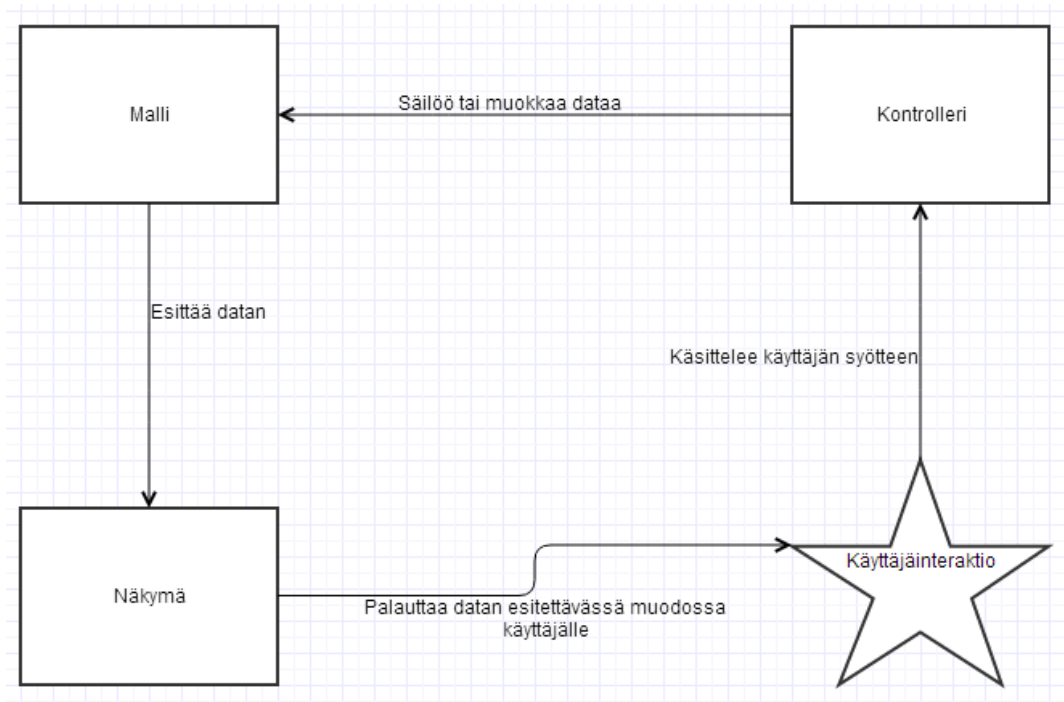 Malli
Säilöö tai muokkaa dataa
Kontrolleri
Esittää datan
Käsittelee käyttäjän syötteen
Näkymä
Palauttaa datan esitettävässä muodossa
käyttäjälle
Käyttäjäinteraktio